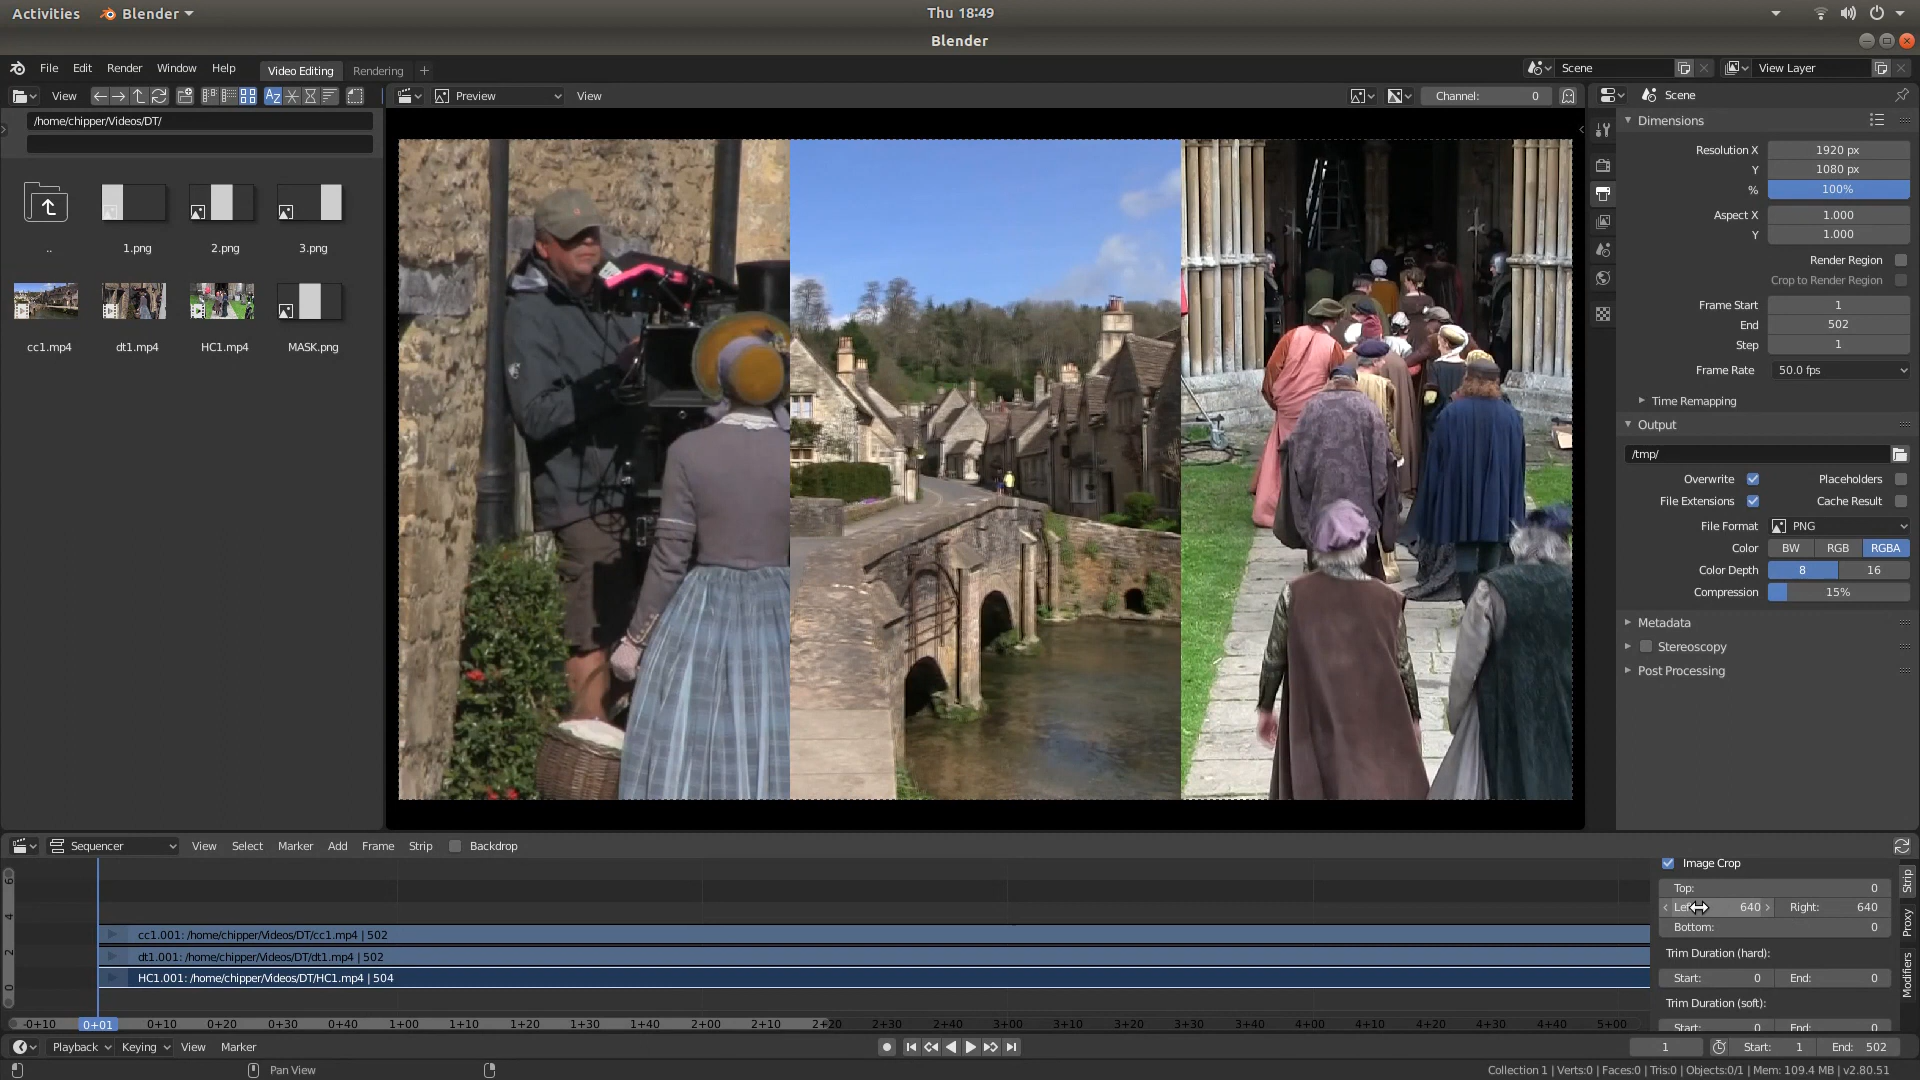 Activities Blender Thu 18:49
Blender
File Edit Render Window Help Video Editing Rendering + Scene View Layer
View Preview View Channel: 0 Scene
/home/chipper/Videos/DT/
.. 1.png 2.png 3.png
cc1.mp4 dt1.mp4 HC1.mp4 MASK.png
Dimensions
Resolution X 1920 px
Y 1080 px
% 100%
Aspect X 1.000
Y 1.000
Render Region
Crop to Render Region
Frame Start 1
End 502
Step 1
Frame Rate 50.0 fps
Time Remapping
Output
/tmp/
Overwrite Placeholders
File Extensions Cache Result
File Format PNG
Color BW RGB RGBA
Color Depth 8 16
Compression 15%
Metadata
Stereoscopy
Post Processing
Sequencer View Select Marker Add Frame Strip Backdrop
6
4
2
0
cc1.001: /home/chipper/Videos/DT/cc1.mp4 | 502
dt1.001: /home/chipper/Videos/DT/dt1.mp4 | 502
HC1.001: /home/chipper/Videos/DT/HC1.mp4 | 504
-0+10 0+01 0+10 0+20 0+30 0+40 1+00 1+10 1+20 1+30 1+40 2+00 2+10 2+20 2+30 2+40 3+00 3+10 3+20 3+30 3+40 4+00 4+10 4+20 4+30 4+40 5+00
Image Crop
Top: 0
Lef 640 Right: 640
Bottom: 0
Trim Duration (hard):
Start: 0 End: 0
Trim Duration (soft):
Start: 0 End: 0
Strip
Proxy
Modifiers
Playback Keying View Marker 1 Start: 1 End: 502
Pan View Collection 1 | Verts:0 | Faces:0 | Tris:0 | Objects:0/1 | Mem: 109.4 MB | v2.80.51